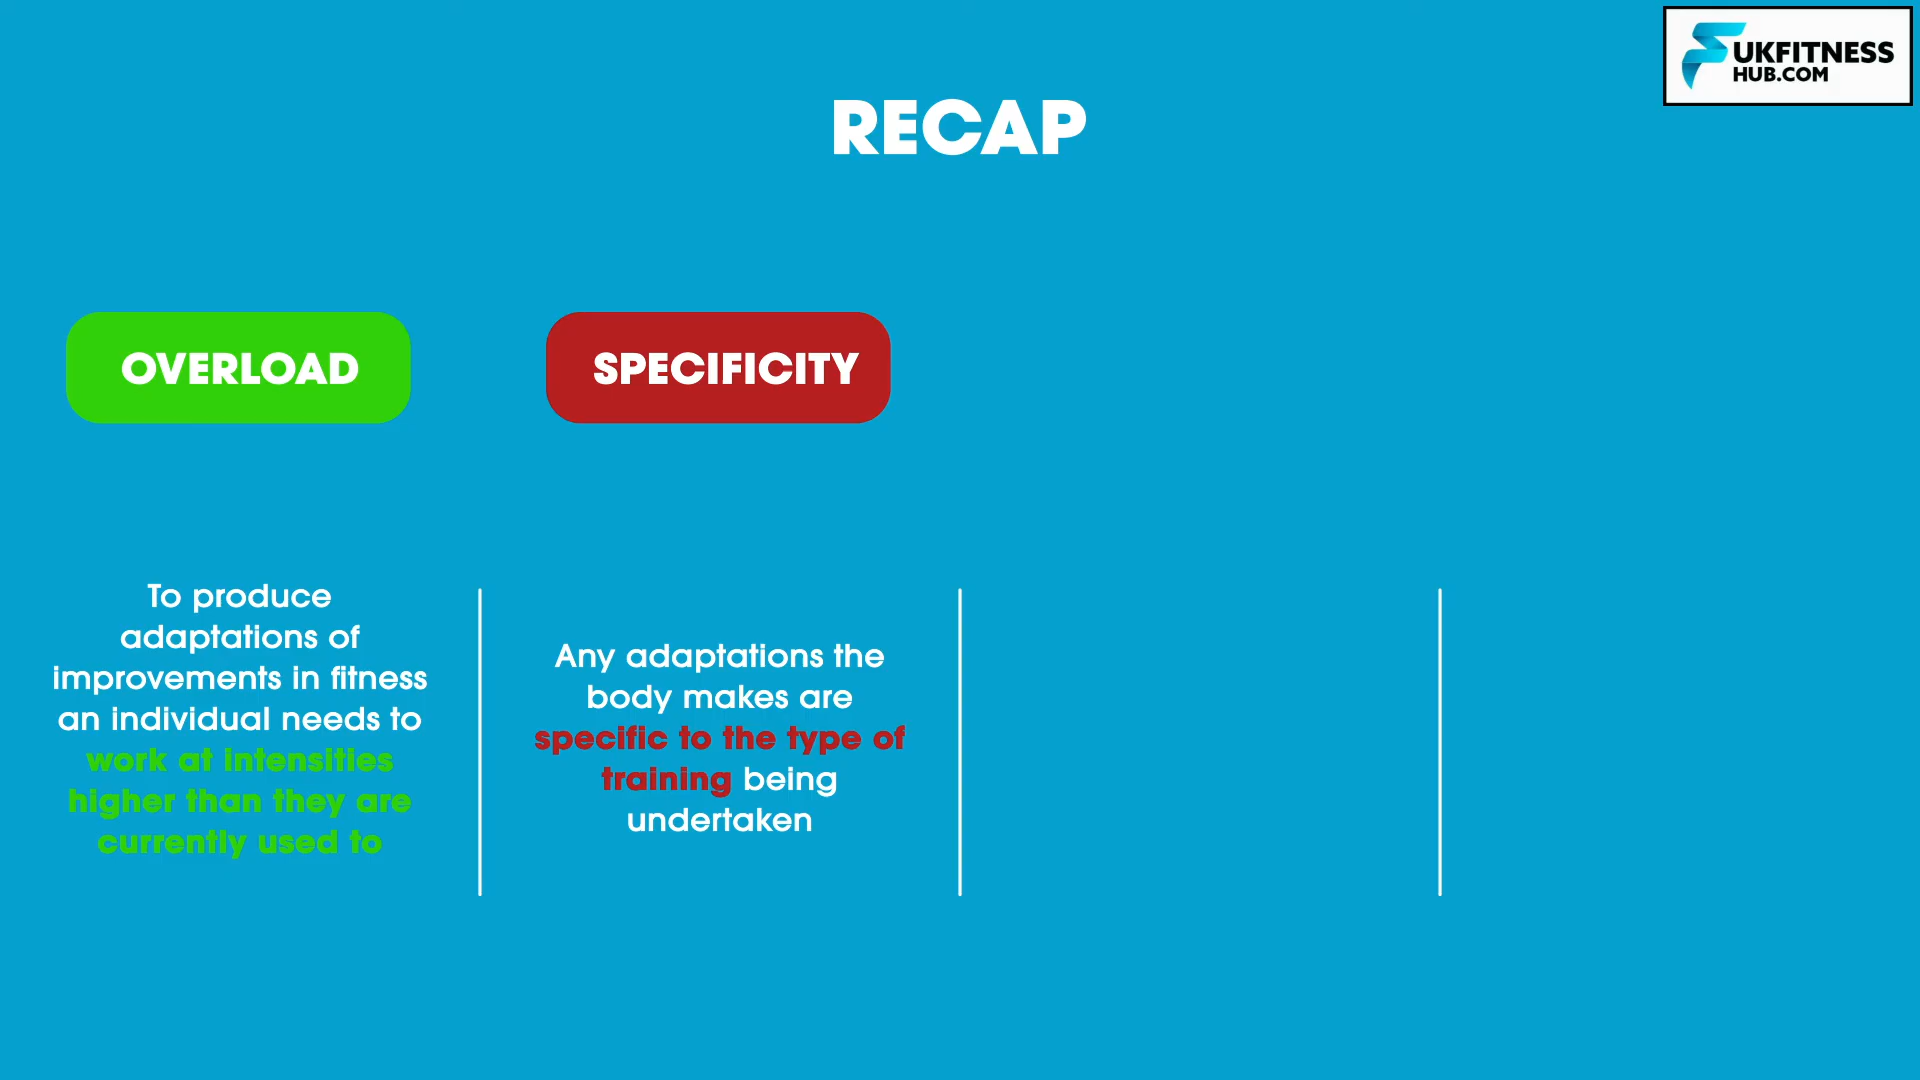 UKFITNESS
HUB.COM
RECAP
OVERLOAD
SPECIFICITY
To produce
adaptations of
improvements in fitness
an individual needs to
work at intensities
higher than they are
currently used to
Any adaptations the
body makes are
specific to the type of
training being
undertaken